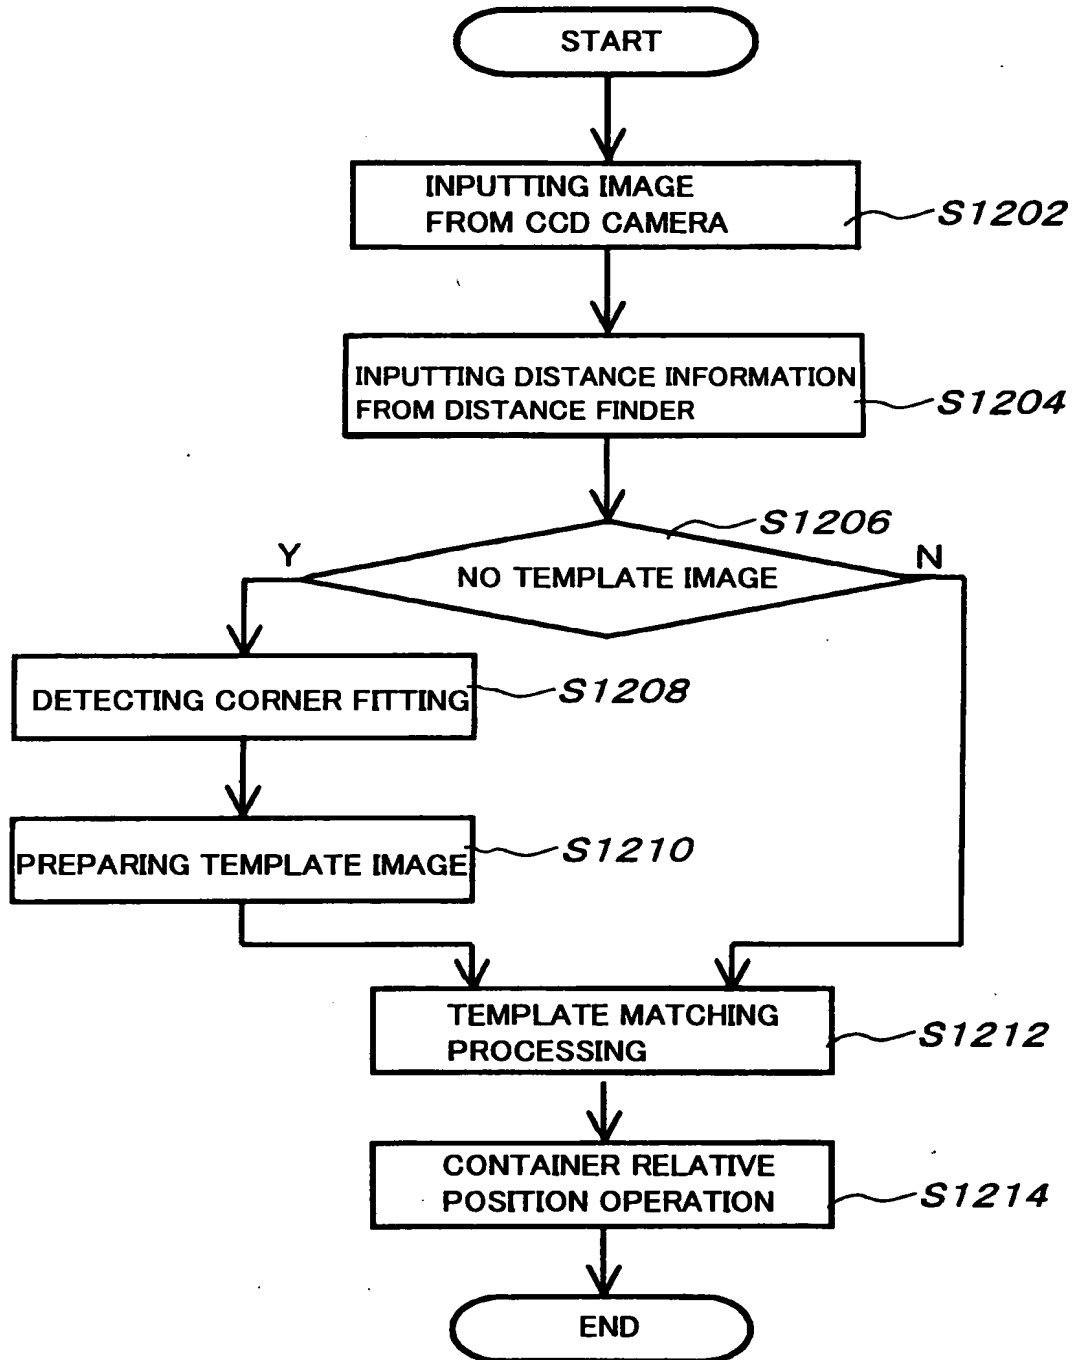 START
INPUTTING IMAGE
FROM CCD CAMERA
S1202
INPUTTING DISTANCE INFORMATION
FROM DISTANCE FINDER
S1204
S1206
Y
NO TEMPLATE IMAGE
N
DETECTING CORNER FITTING
S1208
PREPARING TEMPLATE IMAGE
S1210
TEMPLATE MATCHING
PROCESSING
S1212
CONTAINER RELATIVE
POSITION OPERATION
S1214
END